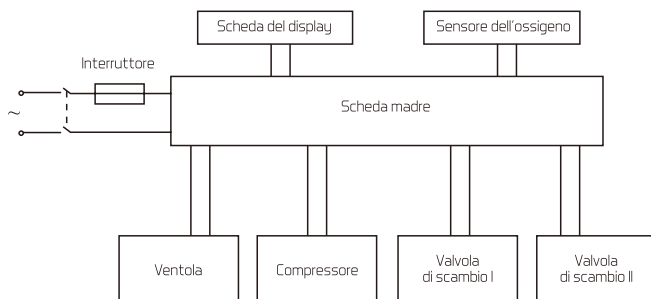 Scheda del display
Sensore dell'ossigeno
Interruttore
~
Scheda madre
Ventola
Compressore
Valvola
di scambio I
Valvola
di scambio II